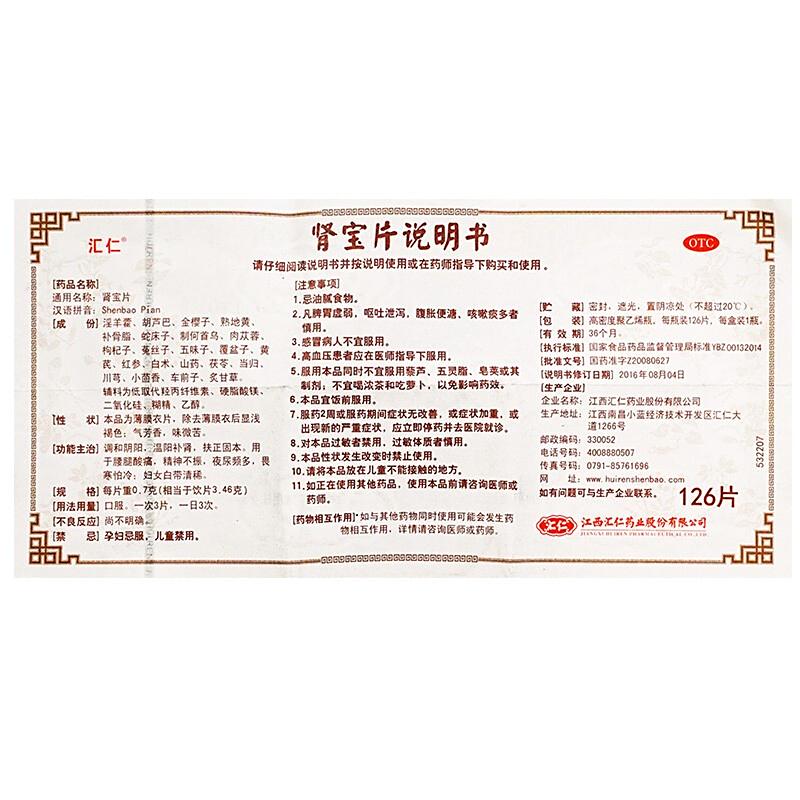 汇仁®
肾宝片说明书
OTC
请仔细阅读说明书并按说明使用或在药师指导下购买和使用。
[药品名称]
通用名称：肾宝片
汉语拼音：Shenbao Pian
[成 份] 淫羊藿、胡芦巴、金樱子、熟地黄、
补骨脂、蛇床子、制何首乌、肉苁蓉、
枸杞子、菟丝子、五味子、覆盆子、黄
芪、红参、白术、山药、茯苓、当归、
川芎、小茴香、车前子、炙甘草。
辅料为低取代羟丙纤维素、硬脂酸镁、
二氧化硅、糊精、乙醇。
[性 状] 本品为薄膜衣片，除去薄膜衣后显浅
褐色；气芳香，味微苦。
[功能主治] 调和阴阳、温阳补肾，扶正固本。用
于腰腿酸痛，精神不振，夜尿频多，畏
寒怕冷；妇女白带清稀。
[规 格] 每片重0.7克(相当于饮片3.46克)
[用法用量] 口服。一次3片，一日3次。
[不良反应] 尚不明确
[禁 忌] 孕妇忌服，儿童禁用。
[注意事项]
1.忌油腻食物。
2.凡脾胃虚弱，呕吐泄泻，腹胀便溏、咳嗽痰多者
慎用。
3.感冒病人不宜服用。
4.高血压患者应在医师指导下服用。
5.服用本品同时不宜服用藜芦、五灵脂、皂荚或其
制剂；不宜喝浓茶和吃萝卜，以免影响药效。
6.本品宜饭前服用。
7.服药2周或服药期间症状无改善，或症状加重，或
出现新的严重症状，应立即停药并去医院就诊。
8.对本品过敏者禁用，过敏体质者慎用。
9.本品性状发生改变时禁止使用。
10.请将本品放在儿童不能接触的地方。
11.如正在使用其他药品，使用本品前请咨询医师或
药师。
[药物相互作用]*如与其他药物同时使用可能会发生药
物相互作用，详情请咨询医师或药师。
[贮 藏] 密封，遮光，置阴凉处（不超过20℃）。
[包 装] 高密度聚乙烯瓶，每瓶装126片，每盒装1瓶。
[有 效 期] 36个月。
[执行标准] 国家食品药品监督管理局标准YBZ00132014
[批准文号] 国药准字Z20080627
[说明书修订日期] 2016年08月04日
[生产企业]
企业名称：江西汇仁药业股份有限公司
生产地址：江西南昌小蓝经济技术开发区汇仁大
道1266号
邮政编码：330052
电话号码：4008880507
传真号码：0791-85761696
网 址：www.huirenshenbao.com
如有问题可与生产企业联系。
126片
汇仁 江西汇仁药业股份有限公司
JIANGXI HUIREN PHARMACEUTICAL CO.,LTD.
532207